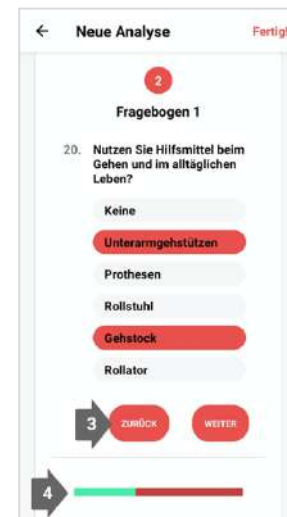 ← Neue Analyse Fertig!
2
Fragebogen 1
20. Nutzen Sie Hilfsmittel beim
Gehen und im alltäglichen
Leben?
Keine
Unterarmgehstützen
Prothesen
Rollstuhl
Gehstock
Rollator
3 ZURÜCK WEITER
4